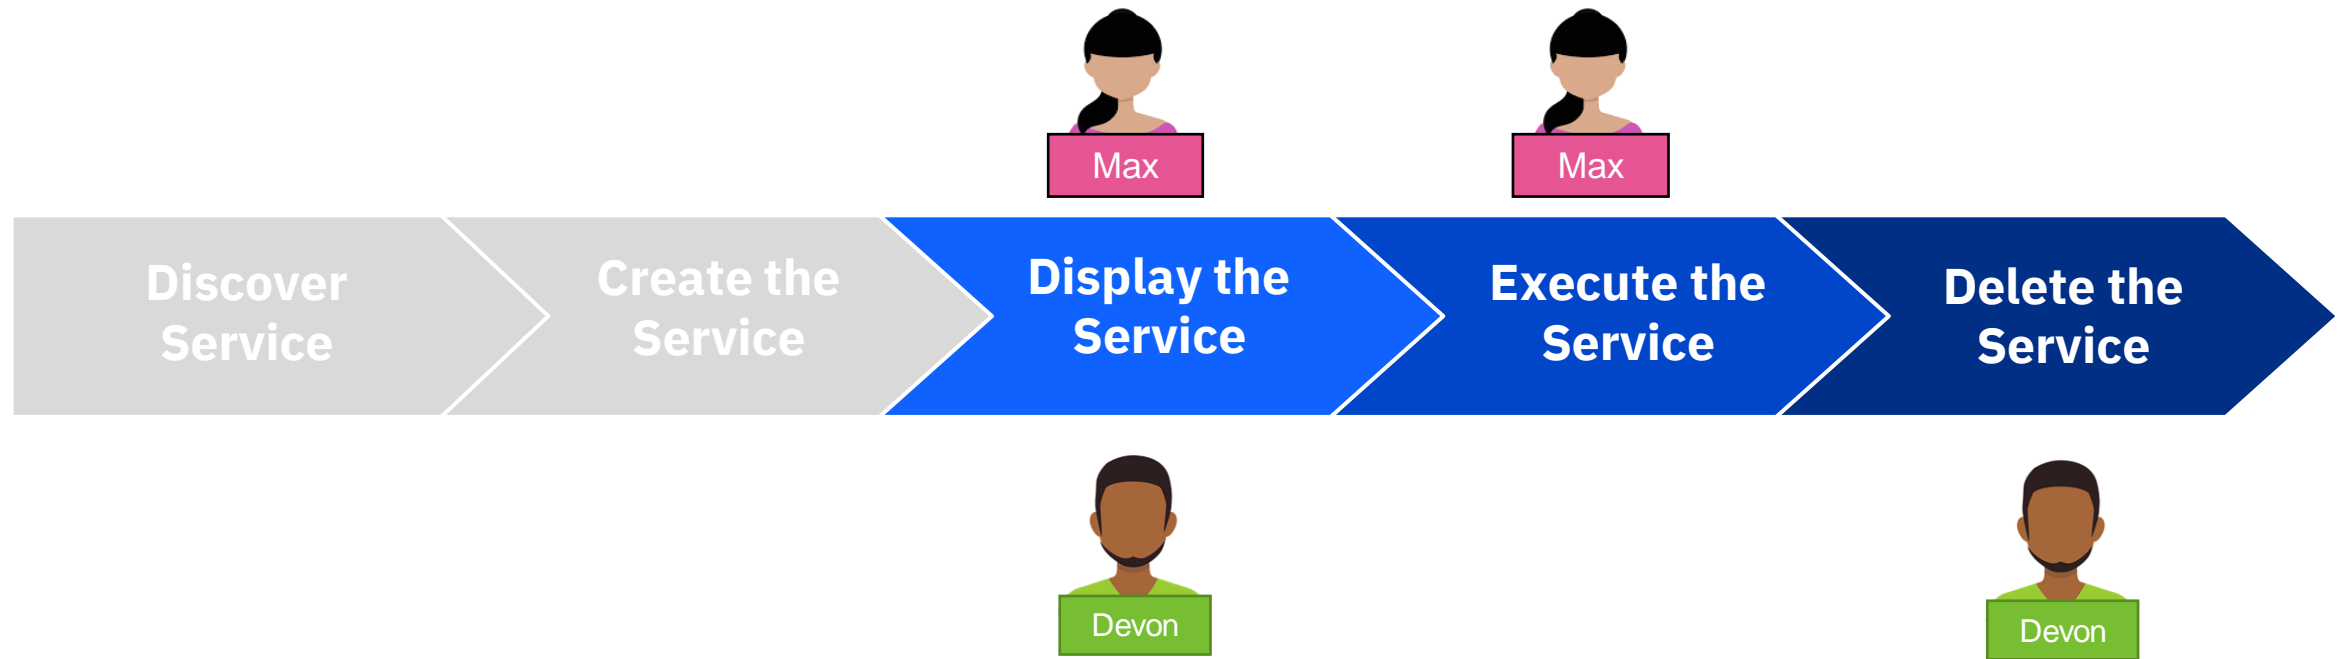 Max
Max
Discover
Service
Create the
Service
Display the
Service
Execute the
Service
Delete the
Service
Devon
Devon